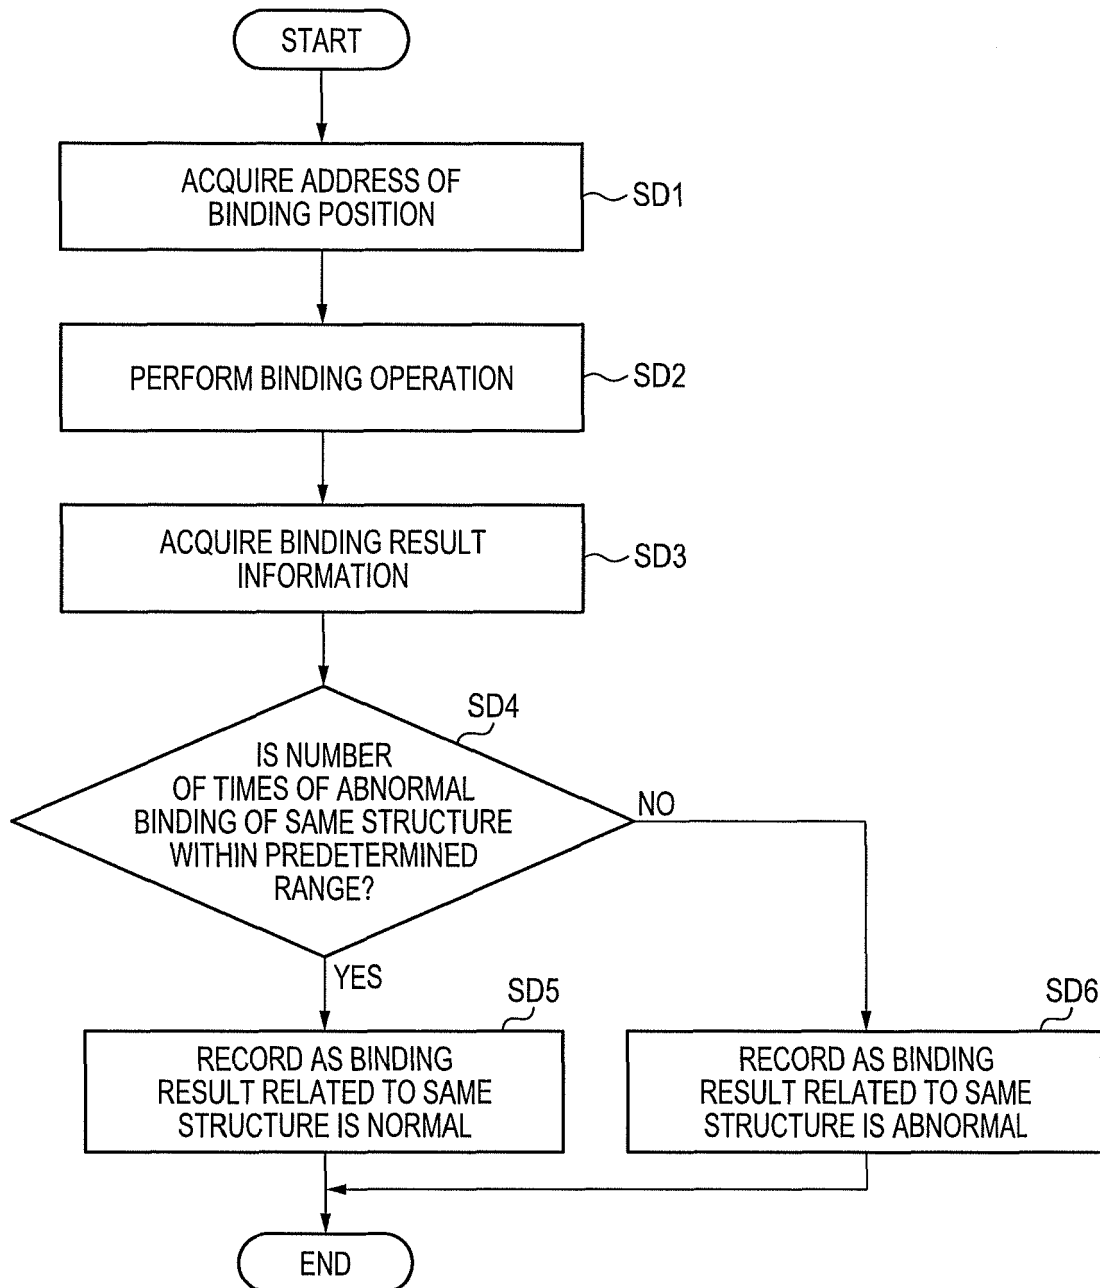 START
ACQUIRE ADDRESS OF
BINDING POSITION
SD1
PERFORM BINDING OPERATION
SD2
ACQUIRE BINDING RESULT
INFORMATION
SD3
SD4
IS NUMBER
OF TIMES OF ABNORMAL
BINDING OF SAME STRUCTURE
WITHIN PREDETERMINED
RANGE?
NO
YES
SD5
RECORD AS BINDING
RESULT RELATED TO SAME
STRUCTURE IS NORMAL
SD6
RECORD AS BINDING
RESULT RELATED TO SAME
STRUCTURE IS ABNORMAL
END